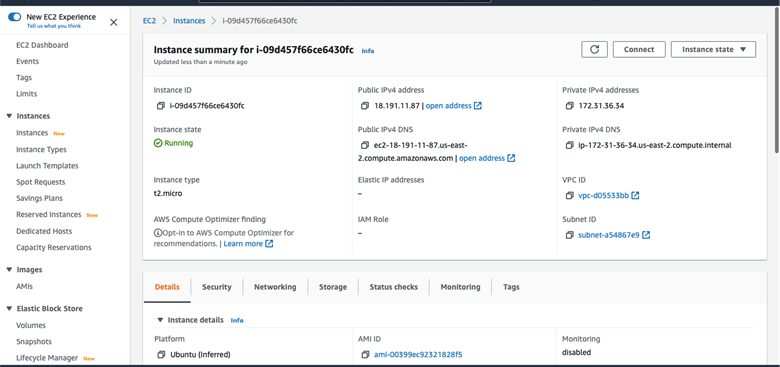 New EC2 Experience
Tell us what you think
EC2 Dashboard
Events
Tags
Limits
Instances
Instances New
Instance Types
Launch Templates
Spot Requests
Savings Plans
Reserved Instances New
Dedicated Hosts
Capacity Reservations
Images
AMIs
Elastic Block Store
Volumes
Snapshots
Lifecycle Manager New
EC2 > Instances > i-09d457f66ce6430fc
Instance summary for i-09d457f66ce6430fc Info
Updated less than a minute ago
Connect
Instance state
Instance ID
i-09d457f66ce6430fc
Public IPv4 address
18.191.11.87 | open address
Private IPv4 addresses
172.31.36.34
Instance state
Running
Public IPv4 DNS
ec2-18-191-11-87.us-east-
2.compute.amazonaws.com | open address
Private IPv4 DNS
ip-172-31-36-34.us-east-2.compute.internal
Instance type
t2.micro
Elastic IP addresses
–
VPC ID
vpc-d05533bb
AWS Compute Optimizer finding
Opt-in to AWS Compute Optimizer for
recommendations. | Learn more
IAM Role
–
Subnet ID
subnet-a54867e9
Details
Security
Networking
Storage
Status checks
Monitoring
Tags
Instance details Info
Platform
Ubuntu (Inferred)
AMI ID
ami-00399ec92321828f5
Monitoring
disabled